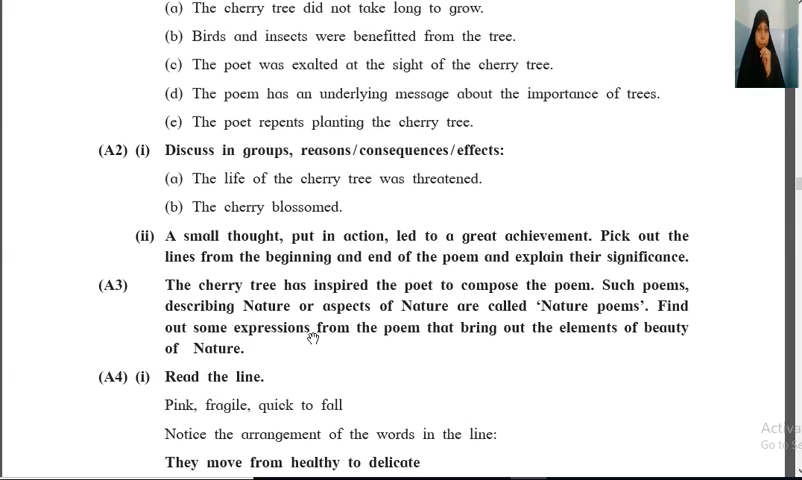 (a) The cherry tree did not take long to grow.
(b) Birds and insects were benefitted from the tree.
(c) The poet was exalted at the sight of the cherry tree.
(d) The poem has an underlying message about the importance of trees.
(e) The poet repents planting the cherry tree.
(A2) (i) Discuss in groups, reasons/consequences/effects:
(a) The life of the cherry tree was threatened.
(b) The cherry blossomed.
(ii) A small thought, put in action, led to a great achievement. Pick out the
lines from the beginning and end of the poem and explain their significance.
(A3) The cherry tree has inspired the poet to compose the poem. Such poems,
describing Nature or aspects of Nature are called ‘Nature poems’. Find
out some expressions from the poem that bring out the elements of beauty
of Nature.
(A4) (i) Read the line.
Pink, fragile, quick to fall
Notice the arrangement of the words in the line:
They move from healthy to delicate
Activa
Go to Se